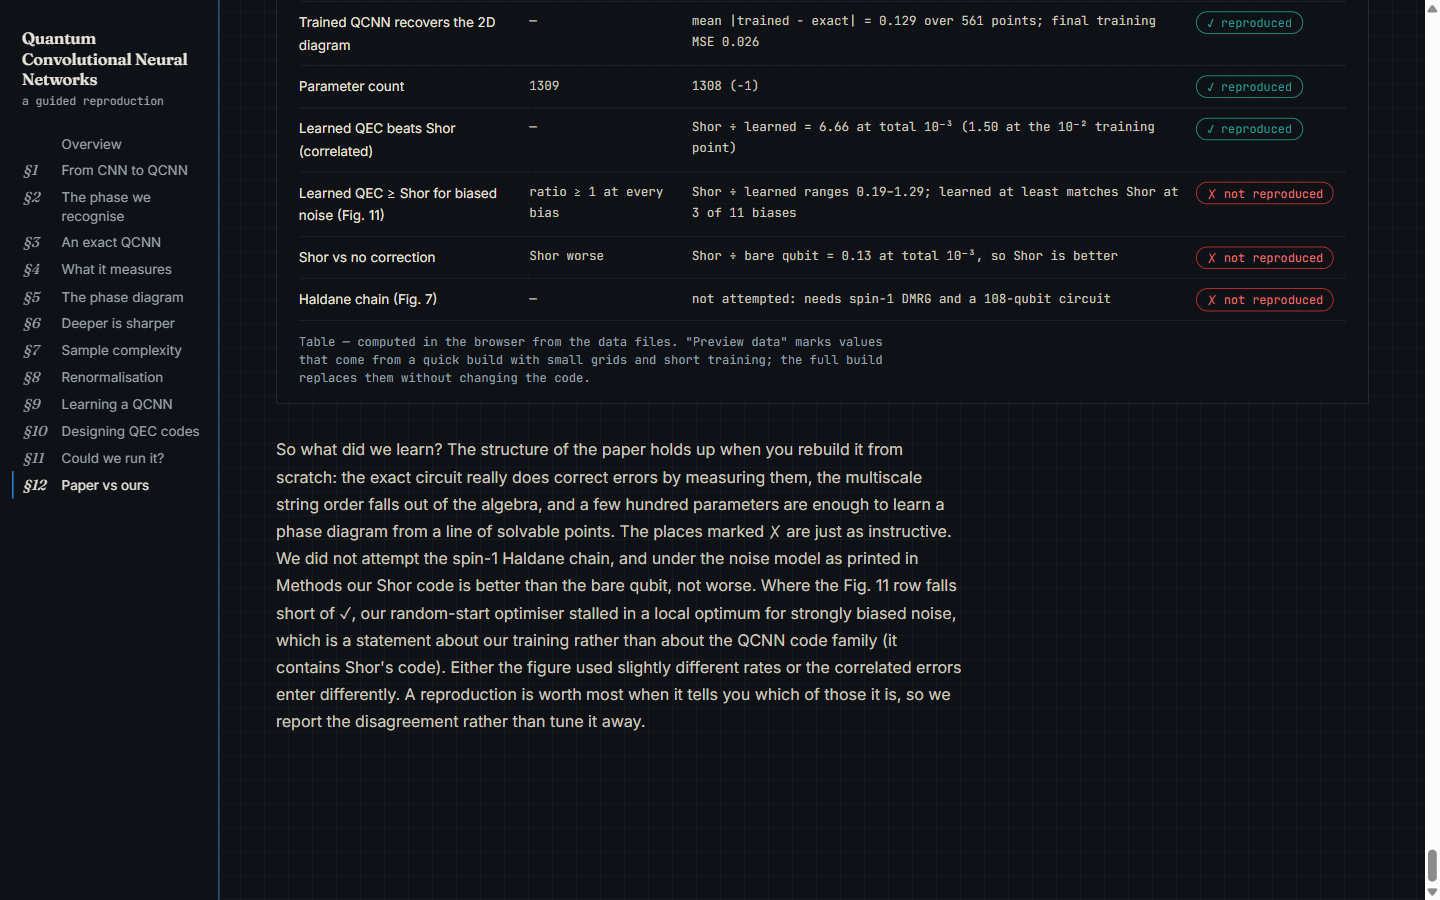 Quantum
Convolutional Neural
Networks
a guided reproduction
Overview
§1 From CNN to QCNN
§2 The phase we
recognise
§3 An exact QCNN
§4 What it measures
§5 The phase diagram
§6 Deeper is sharper
§7 Sample complexity
§8 Renormalisation
§9 Learning a QCNN
§10 Designing QEC codes
§11 Could we run it?
§12 Paper vs ours
Trained QCNN recovers the 2D — mean |trained - exact| = 0.129 over 561 points; final training ✓ reproduced
diagram MSE 0.026
Parameter count 1309 1308 (-1) ✓ reproduced
Learned QEC beats Shor — Shor ÷ learned = 6.66 at total 10⁻³ (1.50 at the 10⁻² training ✓ reproduced
(correlated) point)
Learned QEC ≥ Shor for biased ratio ≥ 1 at every Shor ÷ learned ranges 0.19–1.29; learned at least matches Shor at ✗ not reproduced
noise (Fig. 11) bias 3 of 11 biases
Shor vs no correction Shor worse Shor ÷ bare qubit = 0.13 at total 10⁻³, so Shor is better ✗ not reproduced
Haldane chain (Fig. 7) — not attempted: needs spin-1 DMRG and a 108-qubit circuit ✗ not reproduced
Table — computed in the browser from the data files. "Preview data" marks values
that come from a quick build with small grids and short training; the full build
replaces them without changing the code.
So what did we learn? The structure of the paper holds up when you rebuild it from
scratch: the exact circuit really does correct errors by measuring them, the multiscale
string order falls out of the algebra, and a few hundred parameters are enough to learn a
phase diagram from a line of solvable points. The places marked ✗ are just as instructive.
We did not attempt the spin-1 Haldane chain, and under the noise model as printed in
Methods our Shor code is better than the bare qubit, not worse. Where the Fig. 11 row falls
short of ✓, our random-start optimiser stalled in a local optimum for strongly biased noise,
which is a statement about our training rather than about the QCNN code family (it
contains Shor's code). Either the figure used slightly different rates or the correlated errors
enter differently. A reproduction is worth most when it tells you which of those it is, so we
report the disagreement rather than tune it away.